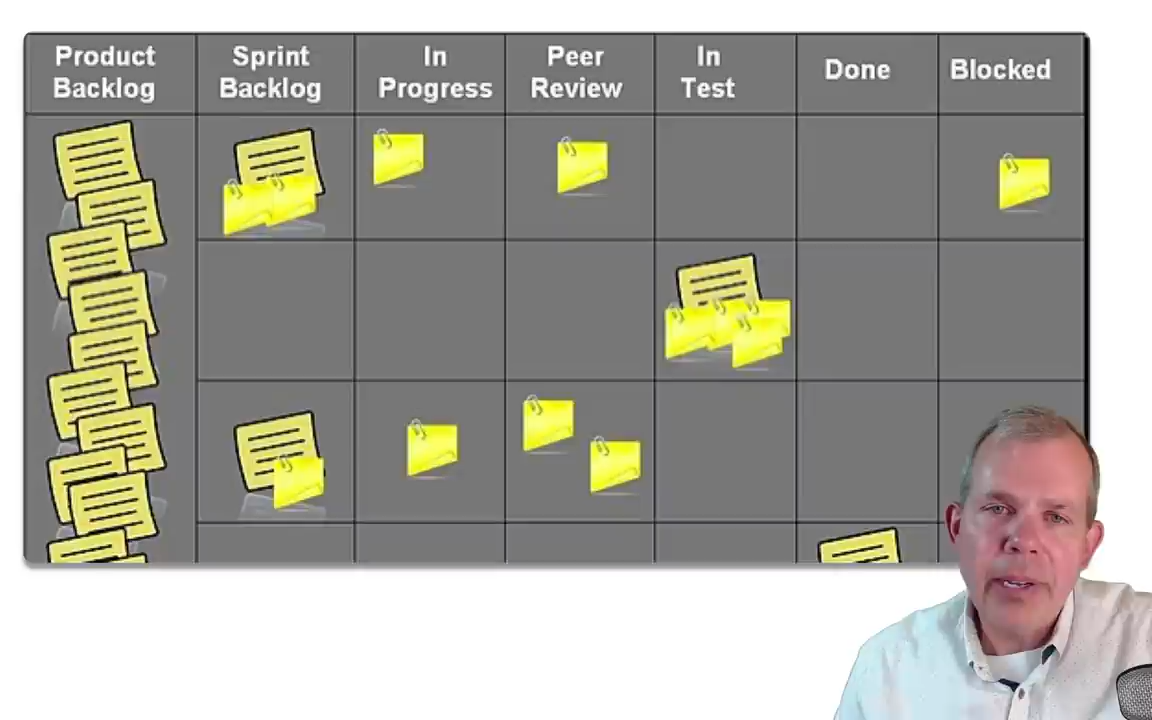 Product
Backlog
Sprint
Backlog
In
Progress
Peer
Review
In
Test
Done
Blocked